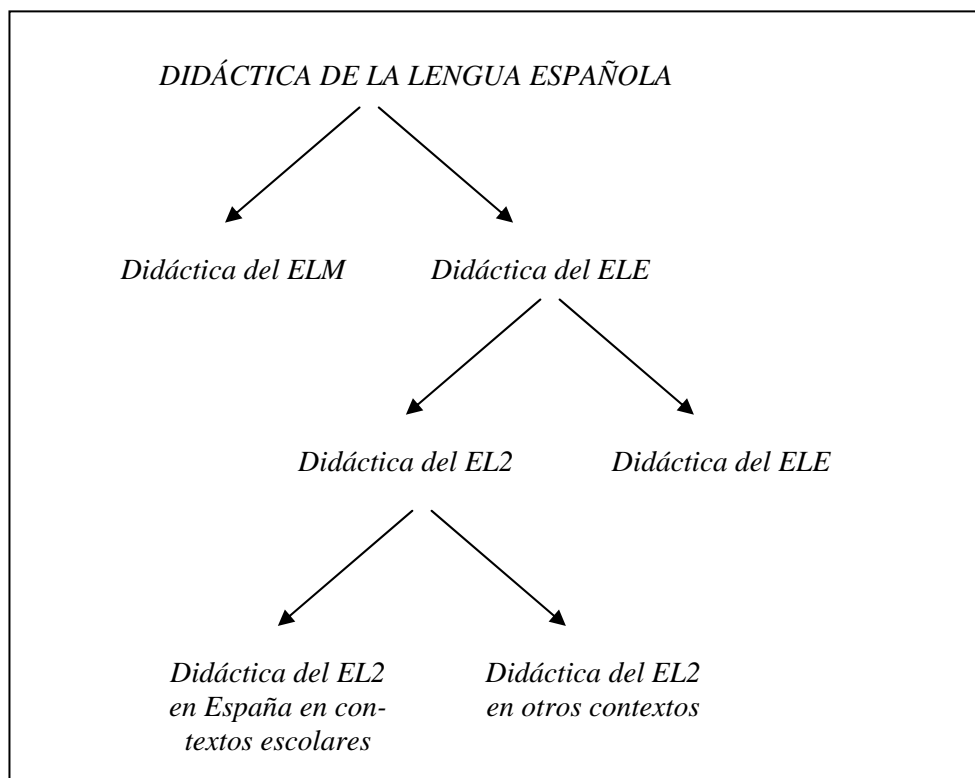 DIDÁCTICA DE LA LENGUA ESPAÑOLA
Didáctica del ELM
Didáctica del ELE
Didáctica del EL2
Didáctica del ELE
Didáctica del EL2
en España en con-
textos escolares
Didáctica del EL2
en otros contextos